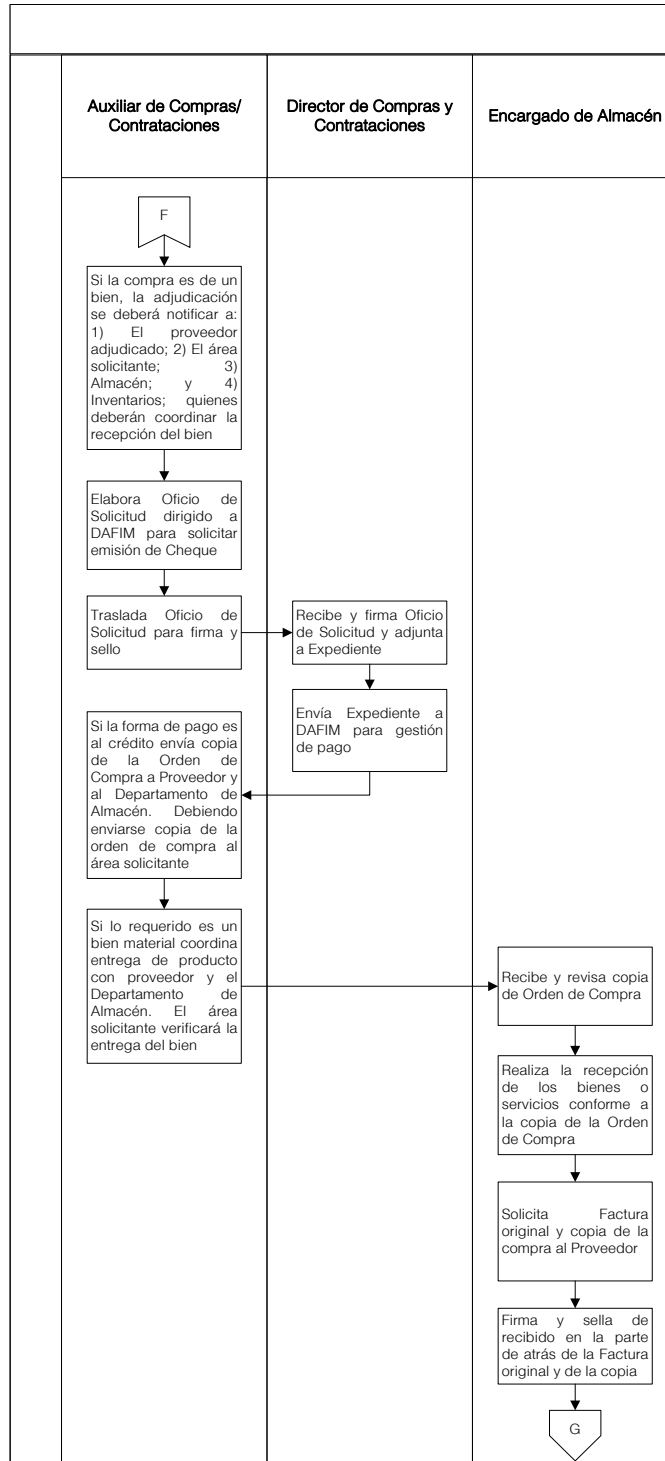 Auxiliar de Compras/
Contrataciones
Director de Compras y
Contrataciones
Encargado de Almacén
F
Si la compra es de un
bien, la adjudicación
se deberá notificar a:
1) El proveedor
adjudicado; 2) El área
solicitante; 3)
Almacén; y 4)
Inventarios; quienes
deberán coordinar la
recepción del bien
Elabora Oficio de
Solicitud dirigido a
DAFIM para solicitar
emisión de Cheque
Traslada Oficio de
Solicitud para firma y
sello
Recibe y firma Oficio
de Solicitud y adjunta
a Expediente
Envía Expediente a
DAFIM para gestión
de pago
Si la forma de pago es
al crédito envía copia
de la Orden de
Compra a Proveedor y
al Departamento de
Almacén. Debiendo
enviarse copia de la
orden de compra al
área solicitante
Si lo requerido es un
bien material coordina
entrega de producto
con proveedor y el
Departamento de
Almacén. El área
solicitante verificará la
entrega del bien
Recibe y revisa copia
de Orden de Compra
Realiza la recepción
de los bienes o
servicios conforme a
la copia de la Orden
de Compra
Solicita Factura
original y copia de la
compra al Proveedor
Firma y sella de
recibido en la parte
de atrás de la Factura
original y de la copia
G